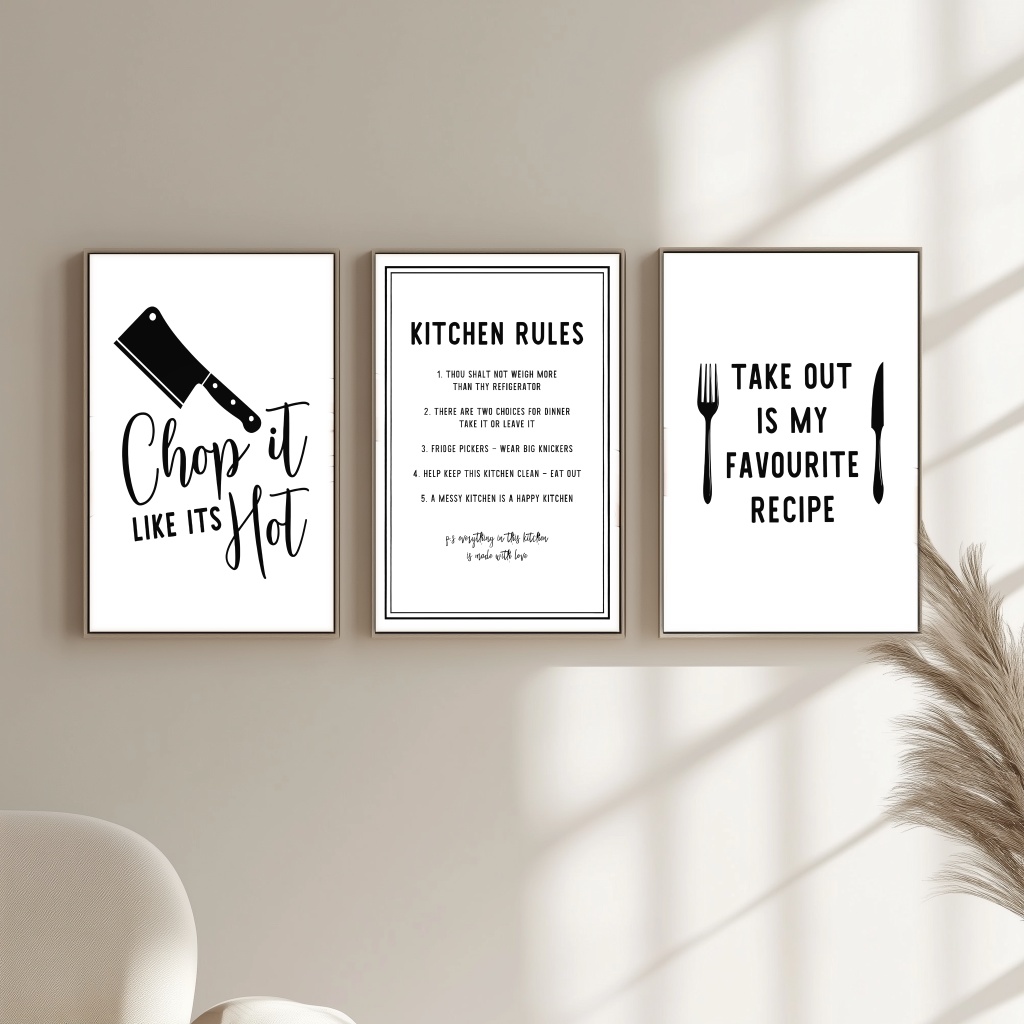 Chop it
LIKE ITS Hot
KITCHEN RULES
1. THOU SHALT NOT WEIGH MORE
THAN THY REFIGERATOR
2. THERE ARE TWO CHOICES FOR DINNER
TAKE IT OR LEAVE IT
3. FRIDGE PICKERS - WEAR BIG KNICKERS
4. HELP KEEP THIS KITCHEN CLEAN - EAT OUT
5. A MESSY KITCHEN IS A HAPPY KITCHEN
p.s everything in this kitchen
is made with love
TAKE OUT
IS MY
FAVOURITE
RECIPE